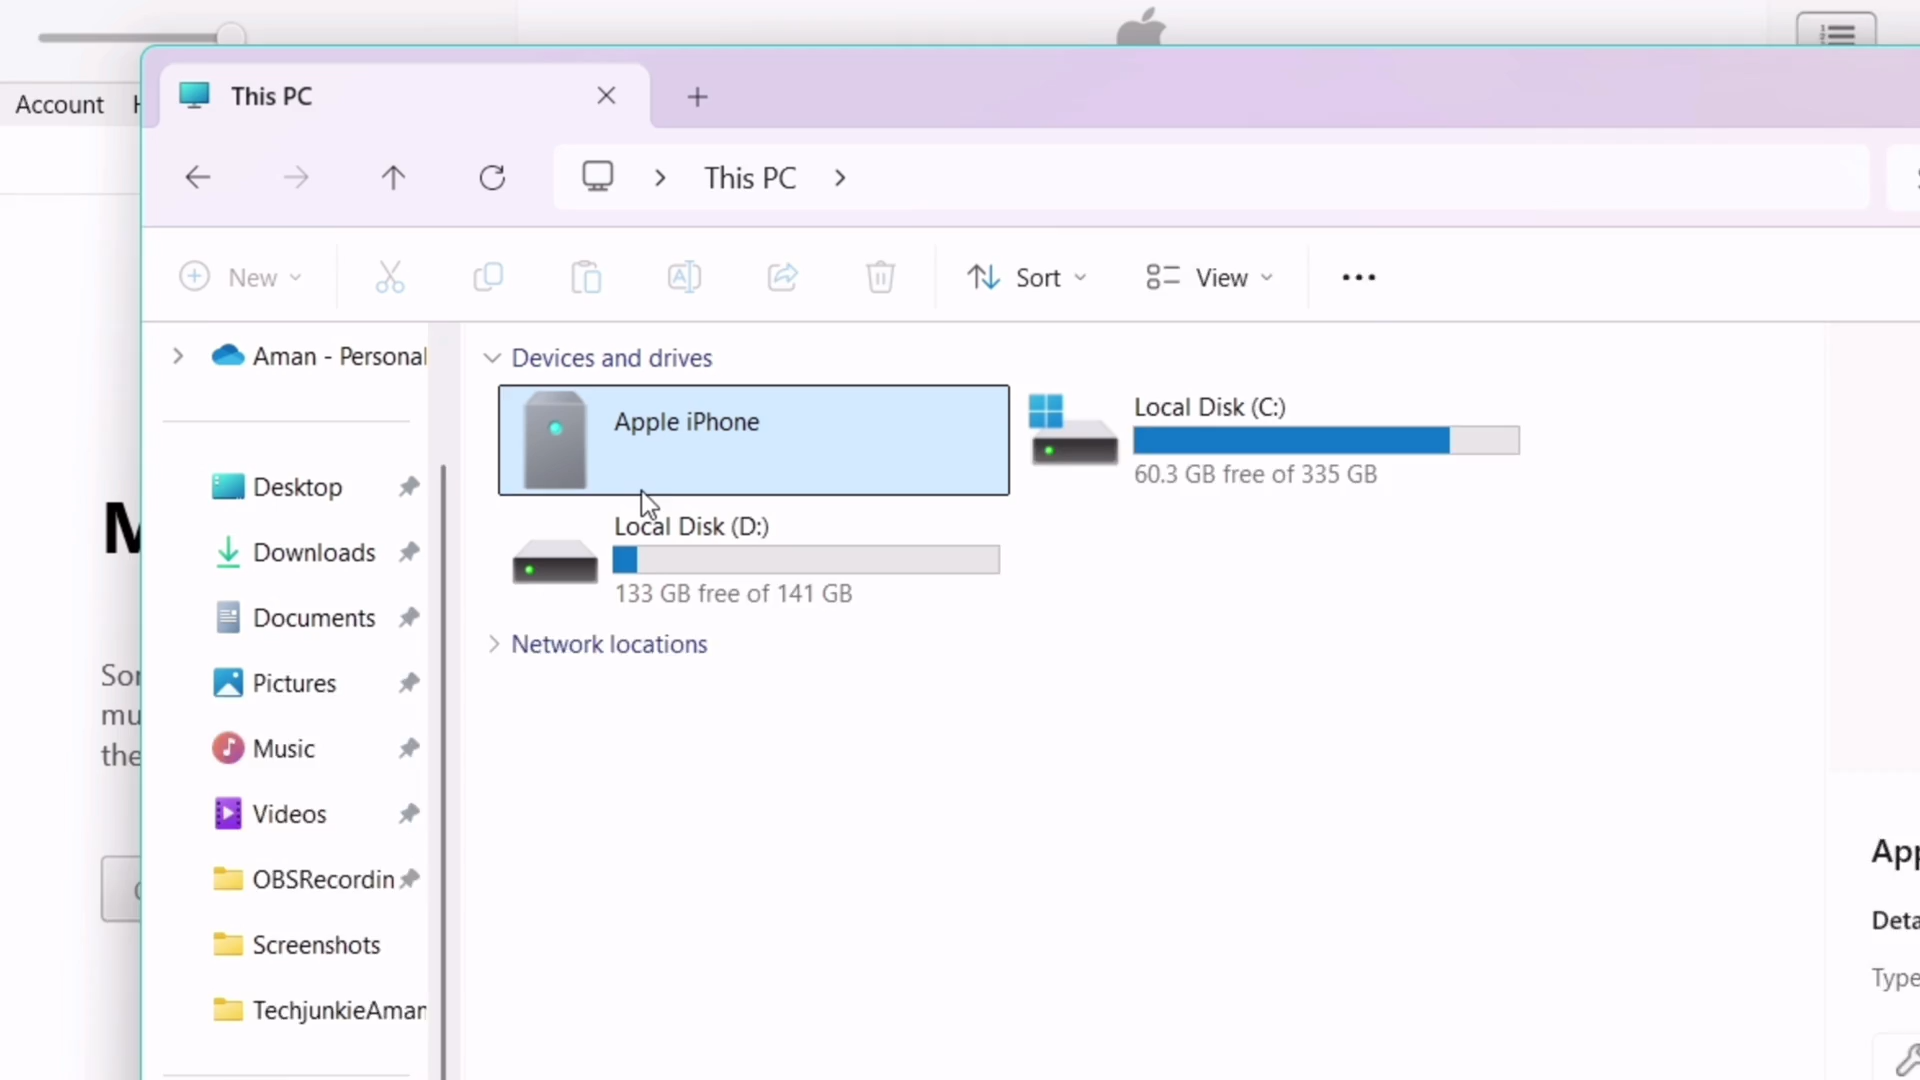 Account
This PC
This PC
New
Sort
View
Aman - Personal
Devices and drives
Apple iPhone
Local Disk (C:)
60.3 GB free of 335 GB
Desktop
Local Disk (D:)
Downloads
133 GB free of 141 GB
Documents
Network locations
Pictures
Music
Videos
OBSRecordin
Screenshots
TechjunkieAman
the
Type